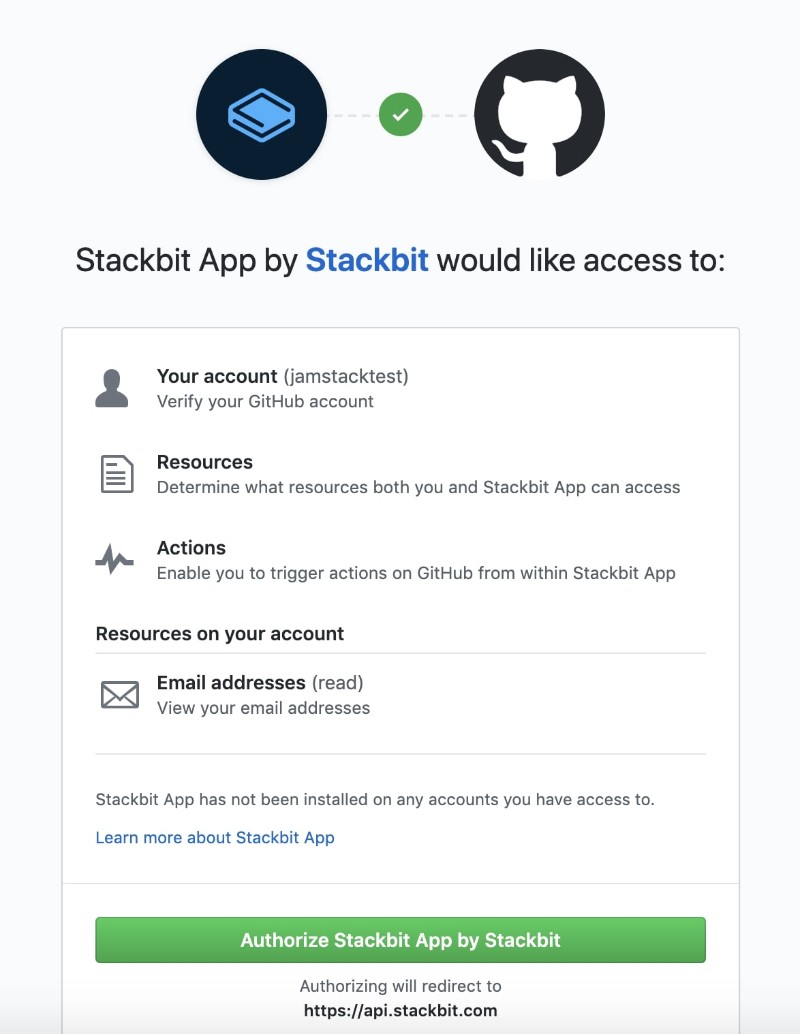 Stackbit App by Stackbit would like access to:
Your account (jamstacktest)
Verify your GitHub account
Resources
Determine what resources both you and Stackbit App can access
Actions
Enable you to trigger actions on GitHub from within Stackbit App
Resources on your account
Email addresses (read)
View your email addresses
Stackbit App has not been installed on any accounts you have access to.
Learn more about Stackbit App
Authorize Stackbit App by Stackbit
Authorizing will redirect to
https://api.stackbit.com